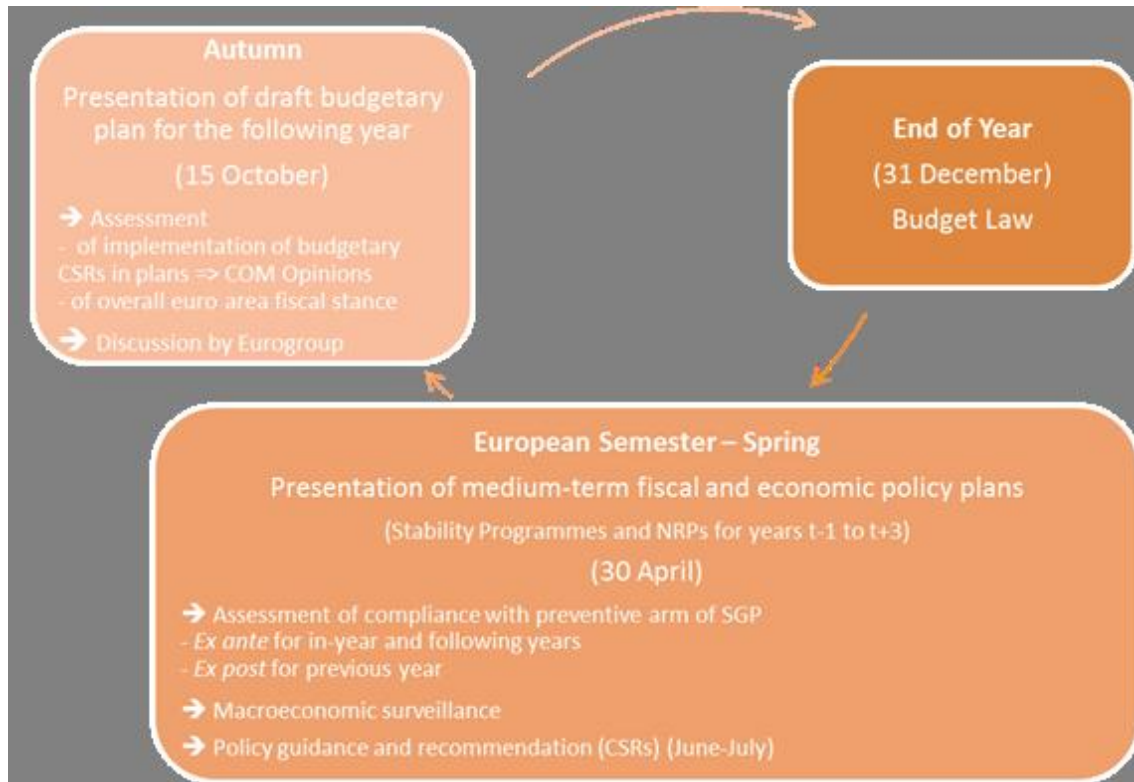 Autumn
Presentation of draft budgetary
plan for the following year
(15 October)
➔ Assessment
- of implementation of budgetary
CSRs in plans => COM Opinions
- of overall euro area fiscal stance
➔ Discussion by Eurogroup
End of Year
(31 December)
Budget Law
European Semester – Spring
Presentation of medium-term fiscal and economic policy plans
(Stability Programmes and NRPs for years t-1 to t+3)
(30 April)
➔ Assessment of compliance with preventive arm of SGP
- Ex ante for in-year and following years
- Ex post for previous year
➔ Macroeconomic surveillance
➔ Policy guidance and recommendation (CSRs) (June-July)